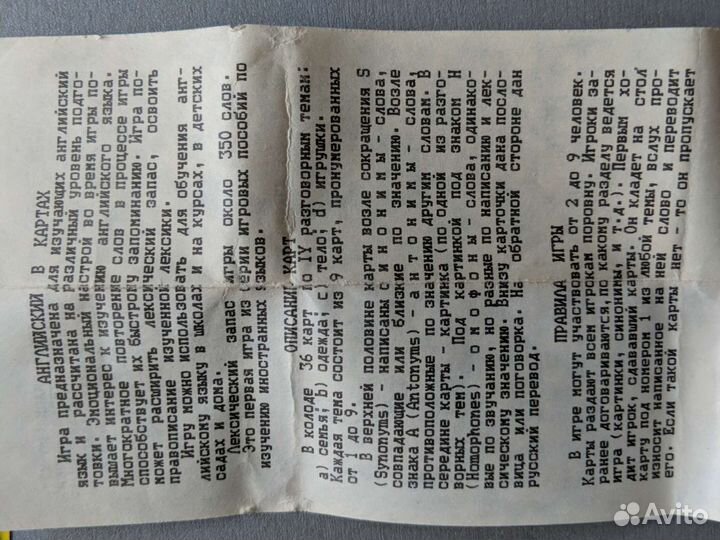 АНГЛИЙСКИЙ В КАРТАХ
Игра предназначена для изучающих английский
язык и рассчитана на различный уровень подго-
товки. Эмоциональный настрой во время игры по-
вышает интерес к изучению английского языка.
Многократное повторение слов в процессе игры
способствует их быстрому запоминанию. Игра по-
может расширить лексический запас, освоить
правописание изученной лексики.
Игру можно использовать для обучения анг-
лийскому языку в школах и на курсах, в детских
садах и дома.
Лексический запас игры около 350 слов.
Это первая игра из серии игровых пособий по
изучению иностранных языков.
ОПИСАНИЕ КАРТ
В колоде 36 карт по IY разговорным темам:
а) семья; b) одежда; с) тело; d) игрушки.
Каждая тема состоит из 9 карт, пронумерованных
от 1 до 9.
В верхней половине карты возле сокращения S
(Synonyms) - написаны синонимы - слова,
совпадающие или близкие по значению. Возле
знака А (Antonyms) - антонимы - слова,
противоположные по значению другим словам. В
середине карты - картинка (по одной из разго-
ворных тем). Под картинкой под знаком H
(Homophones) - омофоны - слова, одинако-
вые по звучанию, но разные по написанию и лек-
сическому значению. Внизу карточки дана посло-
вица или поговорка. На обратной стороне дан
русский перевод.
ПРАВИЛА ИГРЫ
В игре могут участвовать от 2 до 9 человек.
Карты раздают всем игрокам поровну. Игроки за-
ранее договариваются, по какому разделу ведется
игра (картинки, синонимы и т.д.). Первым хо-
дит игрок, сдававший карты. Он кладет на стол
карту под номером 1 из любой темы, вслух про-
износит записанное на ней слово и переводит
его. Если такой карты нет - то он пропускает
Avito